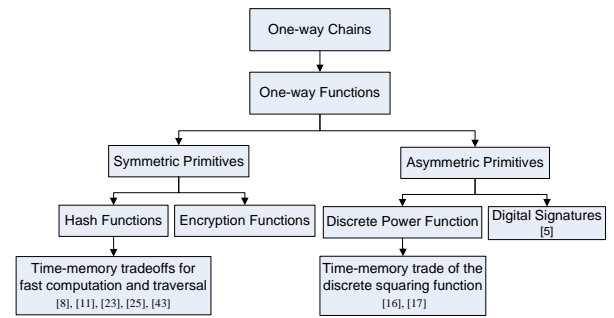 One-way Chains
One-way Functions
Symmetric Primitives
Asymmetric Primitives
Hash Functions
Encryption Functions
Discrete Power Function
Digital Signatures
[5]
Time-memory tradeoffs for
fast computation and traversal
[8], [11], [23], [25], [43]
Time-memory trade of the
discrete squaring function
[16], [17]